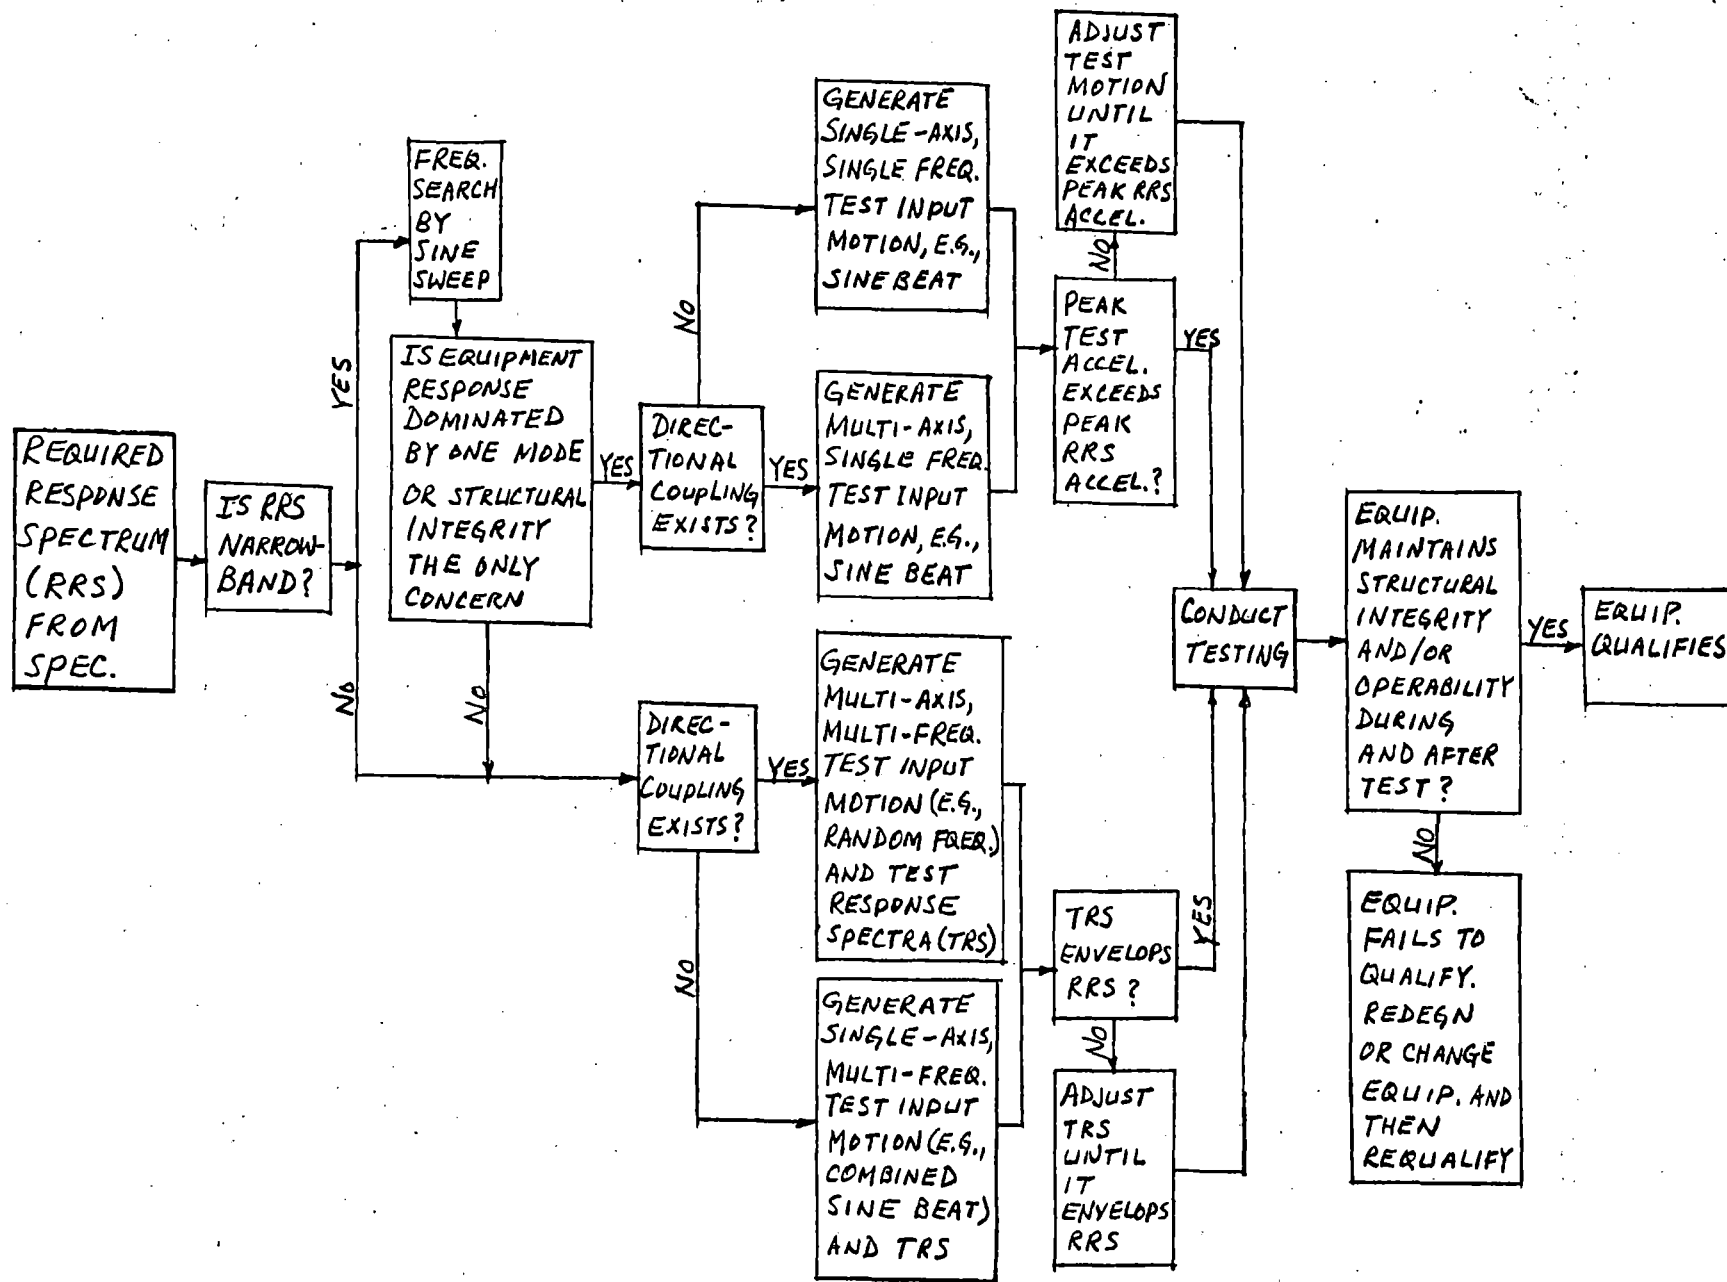 REQUIRED
RESPONSE
SPECTRUM
(RRS)
FROM
SPEC.
IS RRS
NARROW-
BAND?
YES
NO
FREQ.
SEARCH
BY
SINE
SWEEP
IS EQUIPMENT
RESPONSE
DOMINATED
BY ONE MODE
OR STRUCTURAL
INTEGRITY
THE ONLY
CONCERN
YES
NO
DIREC-
TIONAL
COUPLING
EXISTS?
NO
YES
GENERATE
SINGLE-AXIS,
SINGLE FREQ.
TEST INPUT
MOTION, E.G.,
SINE BEAT
GENERATE
MULTI-AXIS,
SINGLE FREQ.
TEST INPUT
MOTION, E.G.,
SINE BEAT
DIREC-
TIONAL
COUPLING
EXISTS?
YES
NO
GENERATE
MULTI-AXIS,
MULTI-FREQ.
TEST INPUT
MOTION (E.G.,
RANDOM FQEQ.)
AND TEST
RESPONSE
SPECTRA (TRS)
GENERATE
SINGLE-AXIS,
MULTI-FREQ.
TEST INPUT
MOTION (E.G.,
COMBINED
SINE BEAT)
AND TRS
ADJUST
TEST
MOTION
UNTIL
IT
EXCEEDS
PEAK RRS
ACCEL.
NO
PEAK
TEST
ACCEL.
EXCEEDS
PEAK
RRS
ACCEL.?
YES
TRS
ENVELOPS
RRS ?
YES
NO
ADJUST
TRS
UNTIL
IT
ENVELOPS
RRS
CONDUCT
TESTING
EQUIP.
MAINTAINS
STRUCTURAL
INTEGRITY
AND/OR
OPERABILITY
DURING
AND AFTER
TEST ?
YES
EQUIP.
QUALIFIES
NO
EQUIP.
FAILS TO
QUALIFY.
REDEGN
OR CHANGE
EQUIP. AND
THEN
REQUALIFY